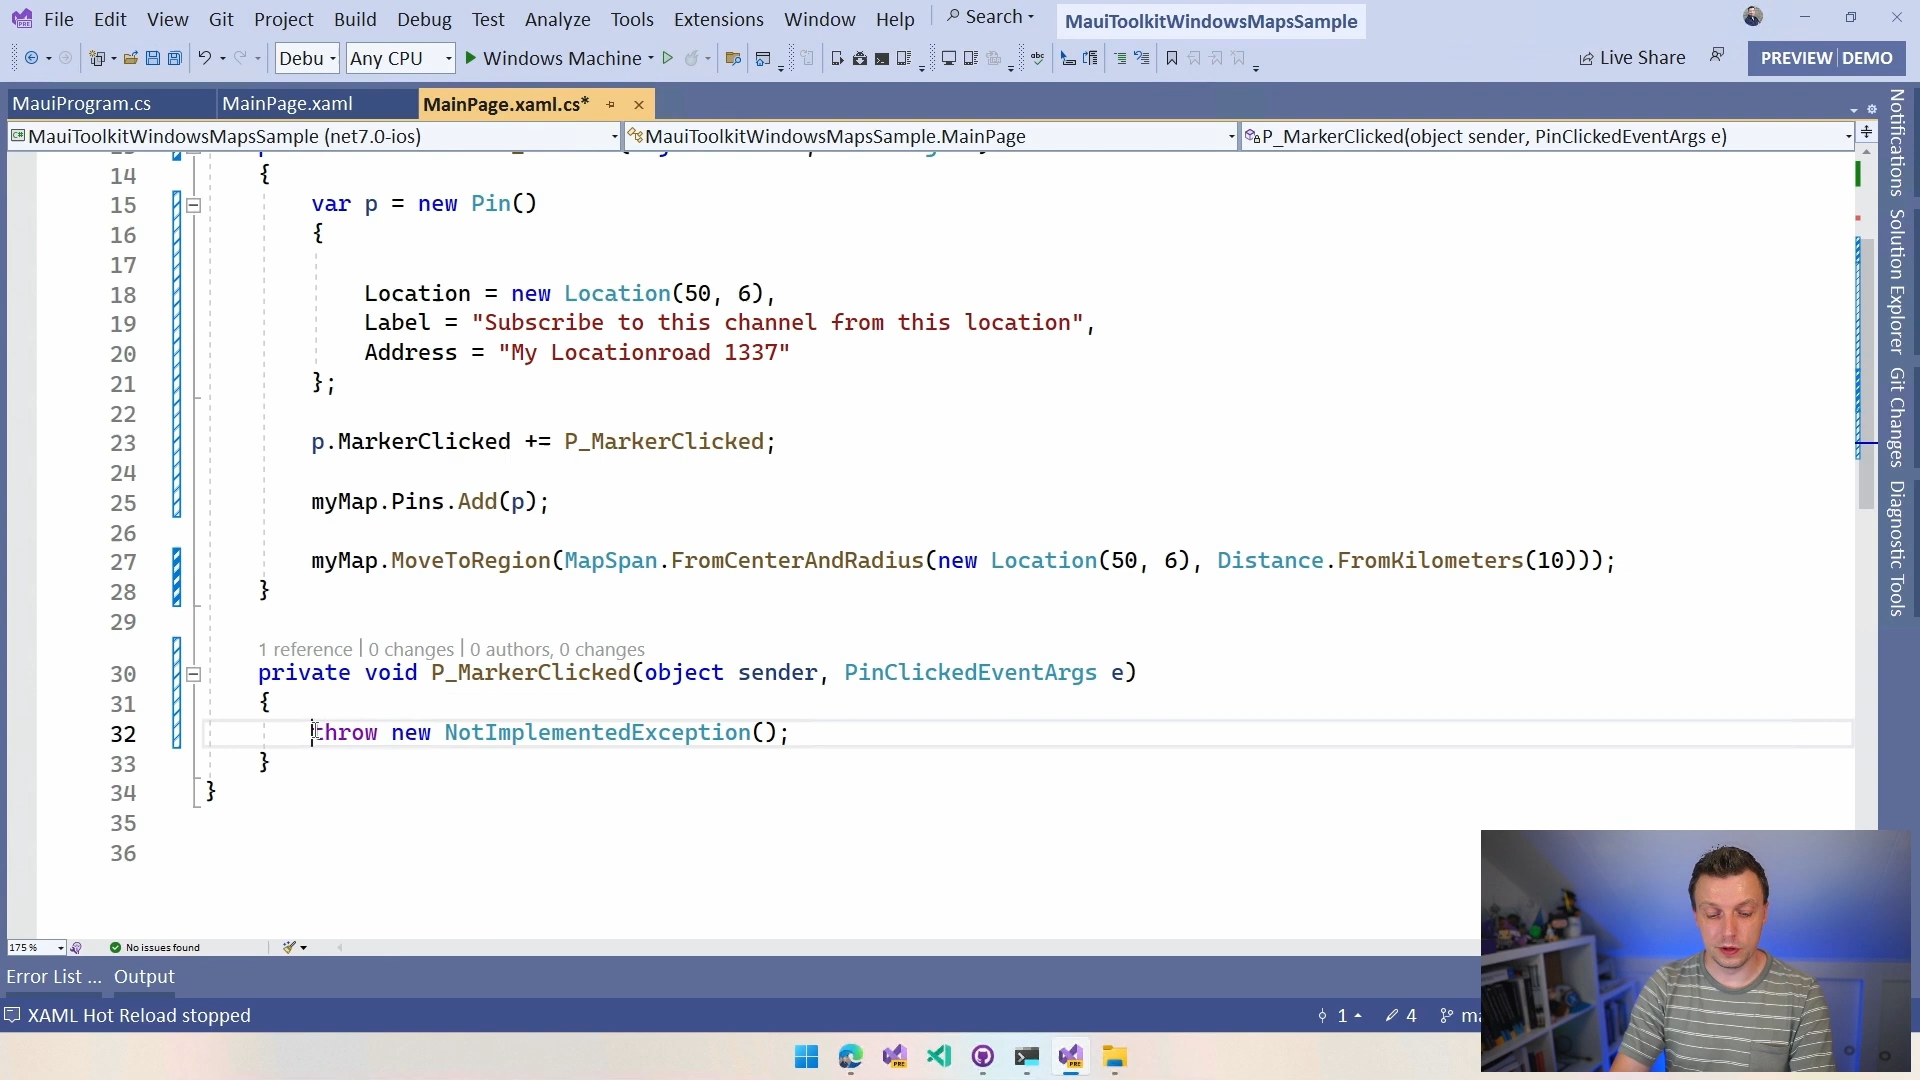 File Edit View Git Project Build Debug Test Analyze Tools Extensions Window Help Search MauiToolkitWindowsMapsSample
Debu Any CPU Windows Machine Live Share PREVIEW DEMO
MauiProgram.cs MainPage.xaml MainPage.xaml.cs*
MauiToolkitWindowsMapsSample (net7.0-ios) MauiToolkitWindowsMapsSample.MainPage P_MarkerClicked(object sender, PinClickedEventArgs e)
14 {
15 var p = new Pin()
16 {
17
18 Location = new Location(50, 6),
19 Label = "Subscribe to this channel from this location",
20 Address = "My Locationroad 1337"
21 };
22
23 p.MarkerClicked += P_MarkerClicked;
24
25 myMap.Pins.Add(p);
26
27 myMap.MoveToRegion(MapSpan.FromCenterAndRadius(new Location(50, 6), Distance.FromKilometers(10)));
28 }
29
1 reference | 0 changes | 0 authors, 0 changes
30 private void P_MarkerClicked(object sender, PinClickedEventArgs e)
31 {
32 throw new NotImplementedException();
33 }
34 }
35
36
Notifications
Solution Explorer
Git Changes
Diagnostic Tools
175 % No issues found
Error List ... Output
XAML Hot Reload stopped 1 4